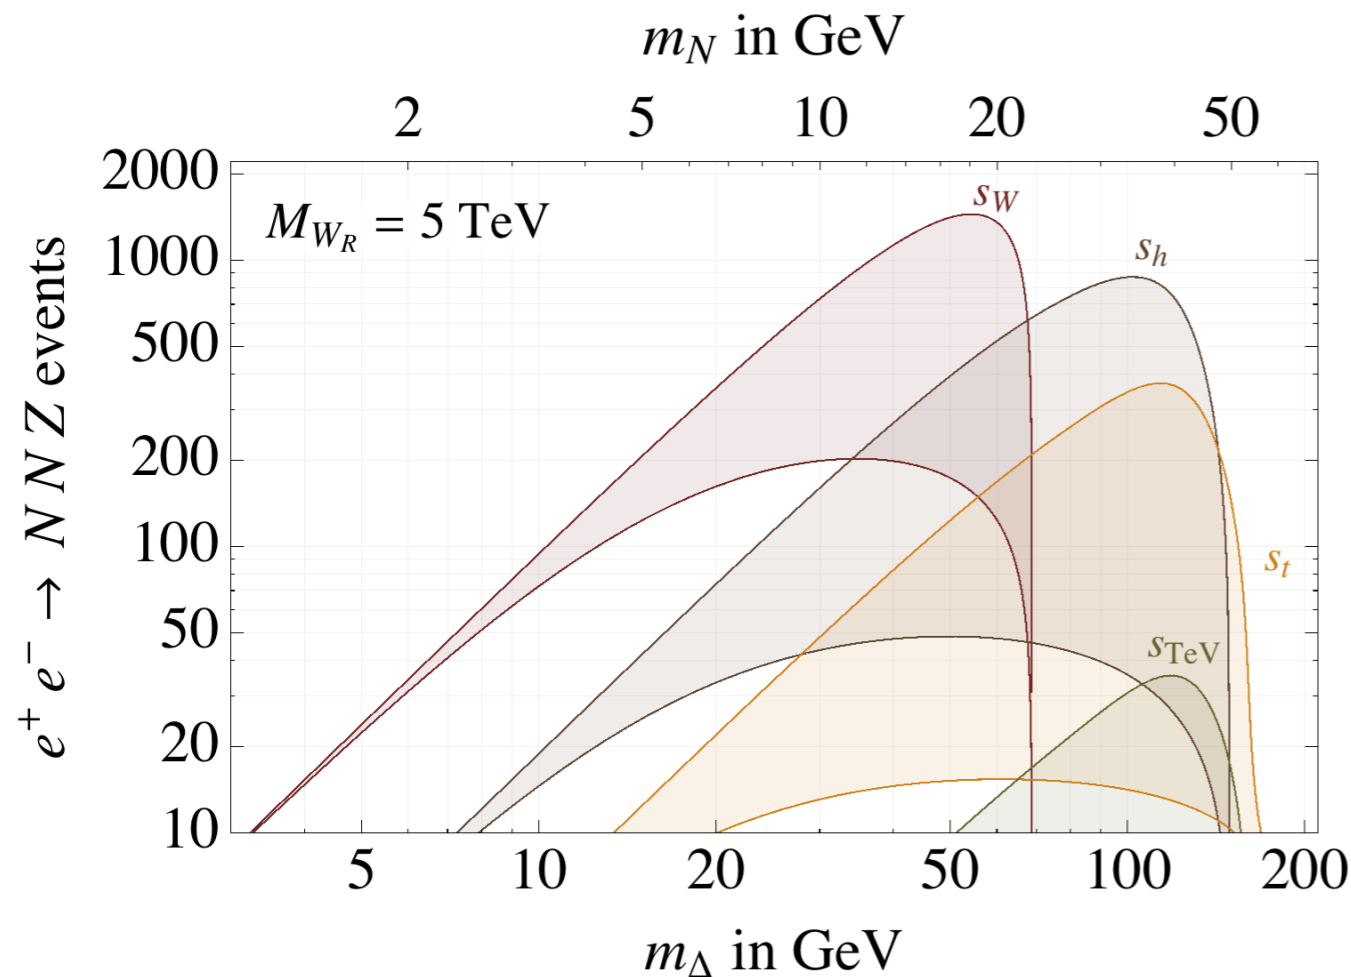 m_N in GeV
2 5 10 20 50
2000
1000
500
200
100
50
20
10
e⁺ e⁻ → N N Z events
M_{W_R} = 5 TeV
s_W
s_h
s_t
s_TeV
5 10 20 50 100 200
m_Δ in GeV